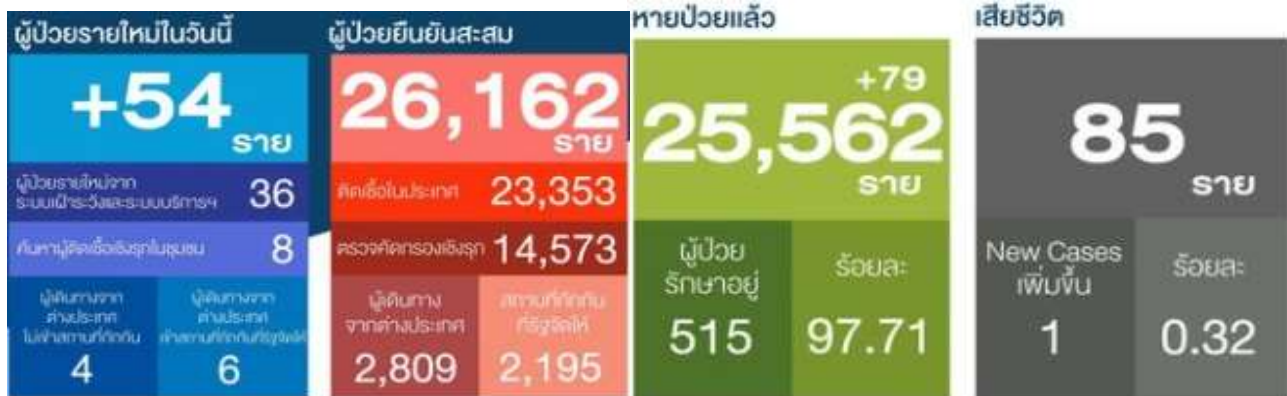 ผู้ป่วยรายใหม่ในวันนี้
+54
ราย
ผู้ป่วยรายใหม่จาก
ระบบเฝ้าระวังและระบบบริการฯ
36
ค้นหาผู้ติดเชื้อเชิงรุกในชุมชน
8
ผู้เดินทางจาก
ต่างประเทศ
ไม่เข้าสถานที่กักกัน
4
ผู้เดินทางจาก
ต่างประเทศ
เข้าสถานที่กักกันที่รัฐจัดให้
6
ผู้ป่วยยืนยันสะสม
26,162
ราย
ติดเชื้อในประเทศ 23,353
ตรวจคัดกรองเชิงรุก 14,573
ผู้เดินทาง
จากต่างประเทศ
2,809
สถานที่กักกัน
ที่รัฐจัดให้
2,195
หายป่วยแล้ว
+79
25,562
ราย
ผู้ป่วย
รักษาอยู่
515
ร้อยละ
97.71
เสียชีวิต
85
ราย
New Cases
เพิ่มขึ้น
1
ร้อยละ
0.32